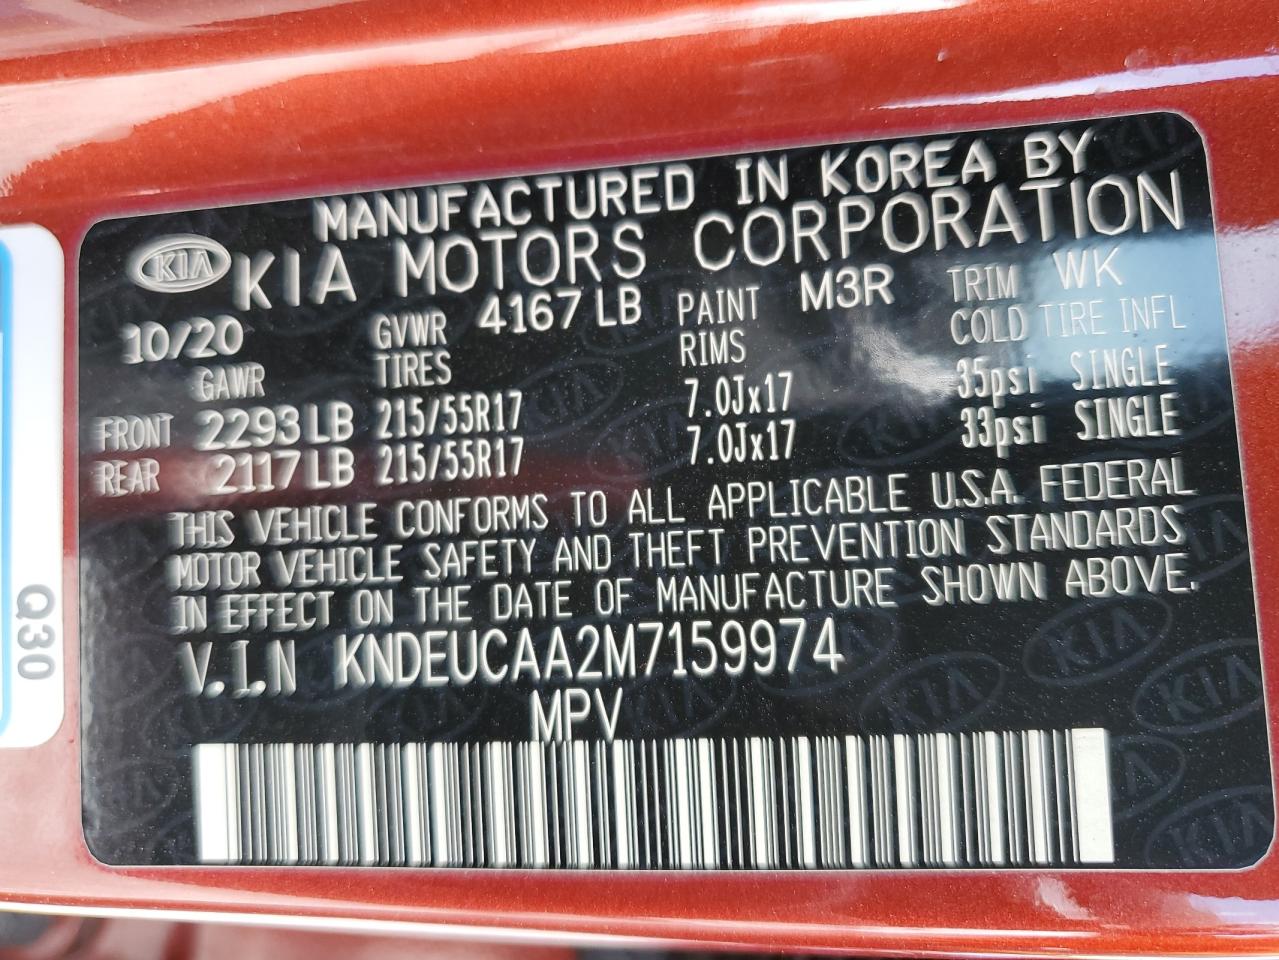 MANUFACTURED IN KOREA BY
KIA KIA MOTORS CORPORATION
10/20 GVWR 4167 LB PAINT M3R TRIM WK
GAWR TIRES RIMS COLD TIRE INFL
FRONT 2293 LB 215/55R17 7.0Jx17 35psi SINGLE
REAR 2117 LB 215/55R17 7.0Jx17 33psi SINGLE
THIS VEHICLE CONFORMS TO ALL APPLICABLE U.S.A. FEDERAL
MOTOR VEHICLE SAFETY AND THEFT PREVENTION STANDARDS
IN EFFECT ON THE DATE OF MANUFACTURE SHOWN ABOVE.
V.I.N KNDEUCAA2M7159974
MPV
Q30